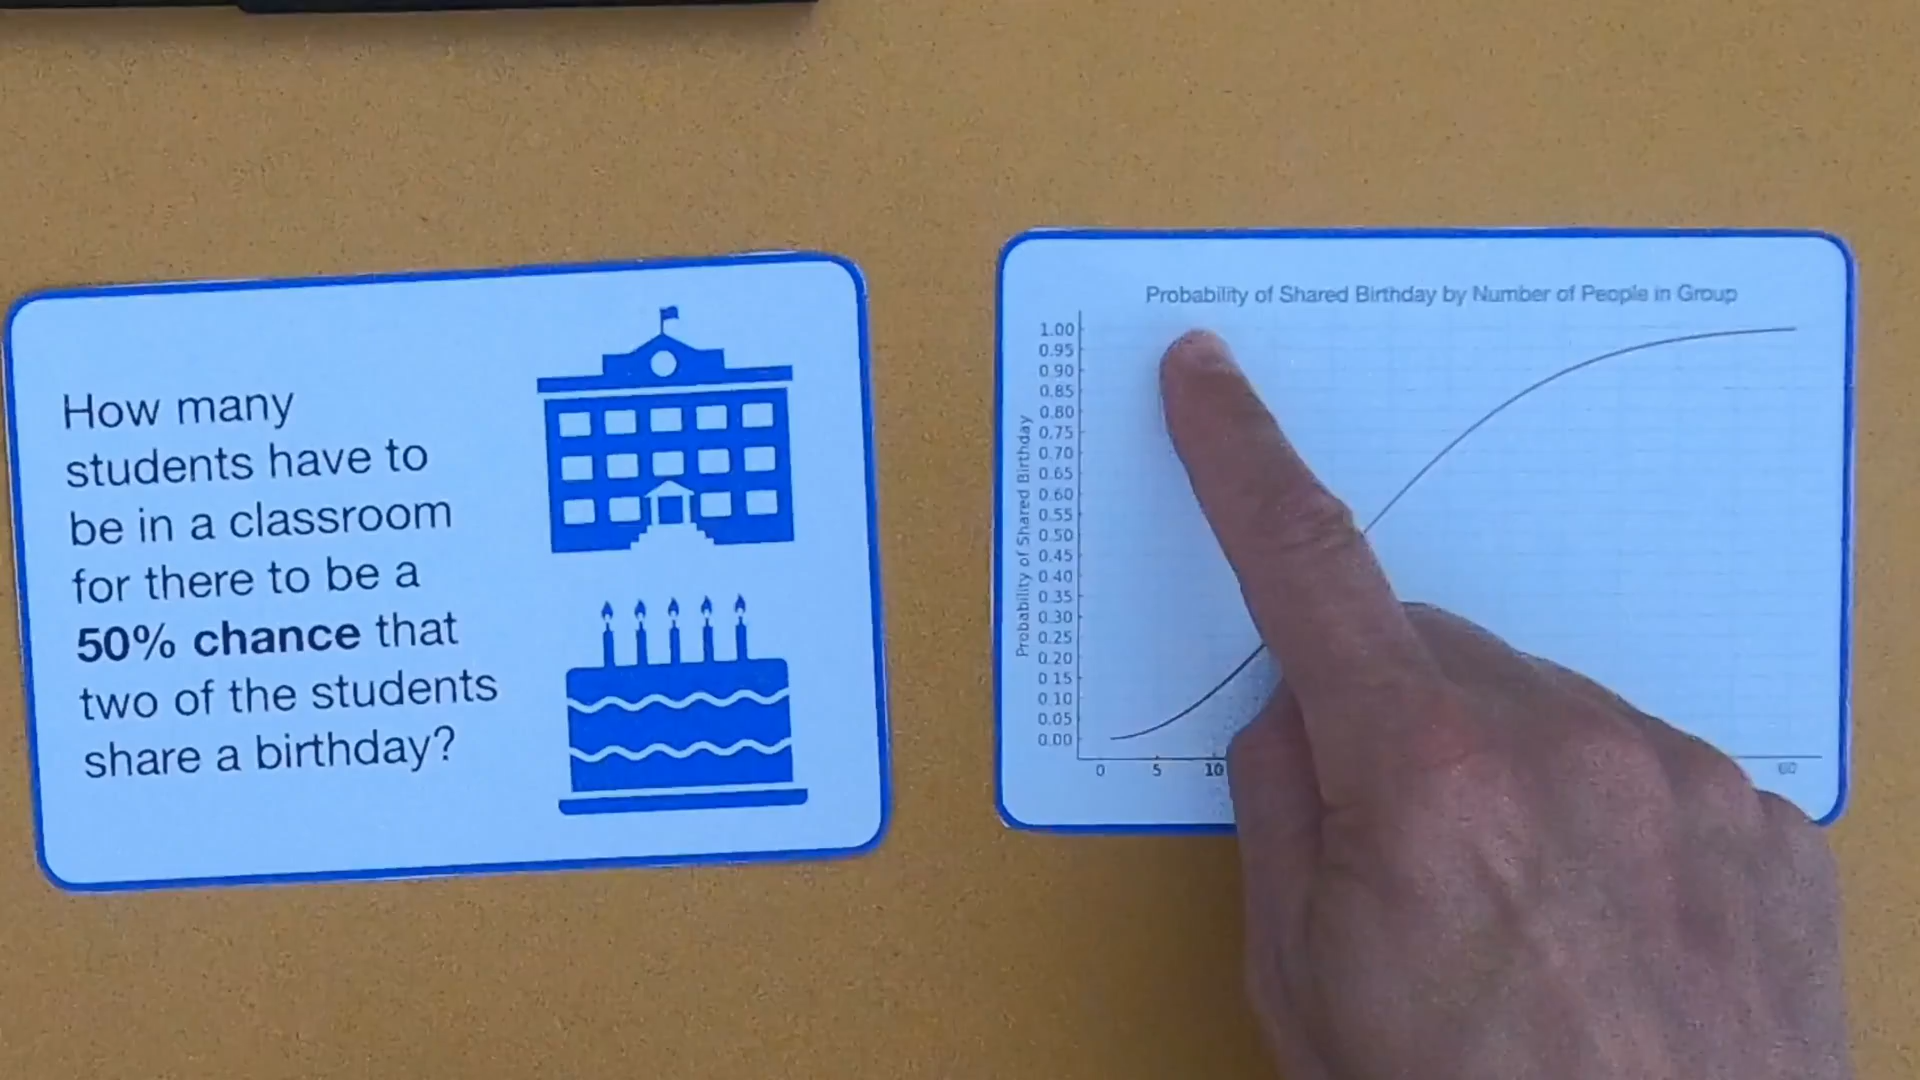 How many
students have to
be in a classroom
for there to be a
50% chance that
two of the students
share a birthday?
Probability of Shared Birthday by Number of People in Group
Probability of Shared Birthday
1.00
0.95
0.90
0.85
0.80
0.75
0.70
0.65
0.60
0.55
0.50
0.45
0.40
0.35
0.30
0.25
0.20
0.15
0.10
0.05
0.00
0 5 10 60